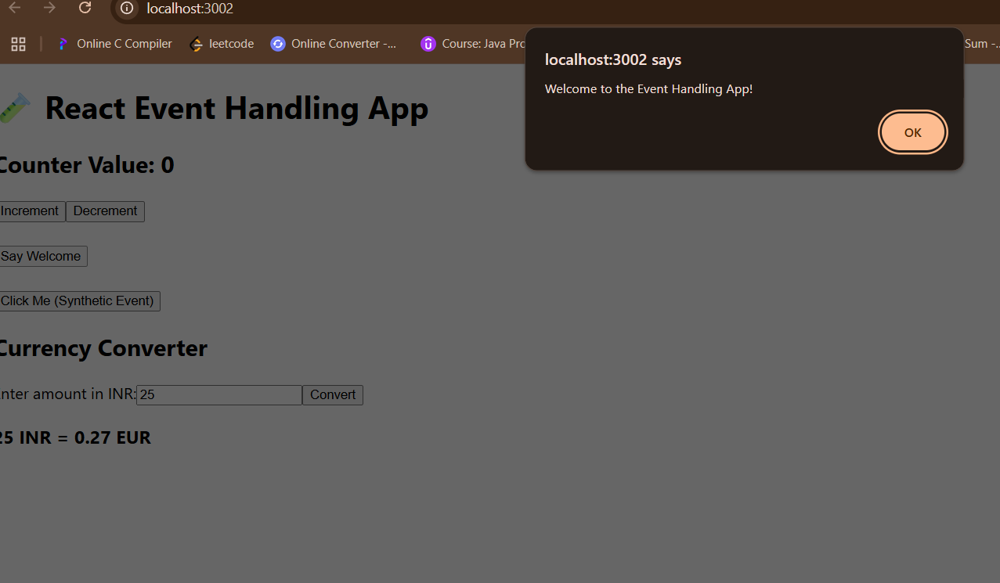 localhost:3002
Online C Compiler leetcode Online Converter -... Course: Java Pro Sum -..
localhost:3002 says
Welcome to the Event Handling App!
OK
React Event Handling App
Counter Value: 0
Increment Decrement
Say Welcome
Click Me (Synthetic Event)
Currency Converter
nter amount in INR: 25 Convert
25 INR = 0.27 EUR